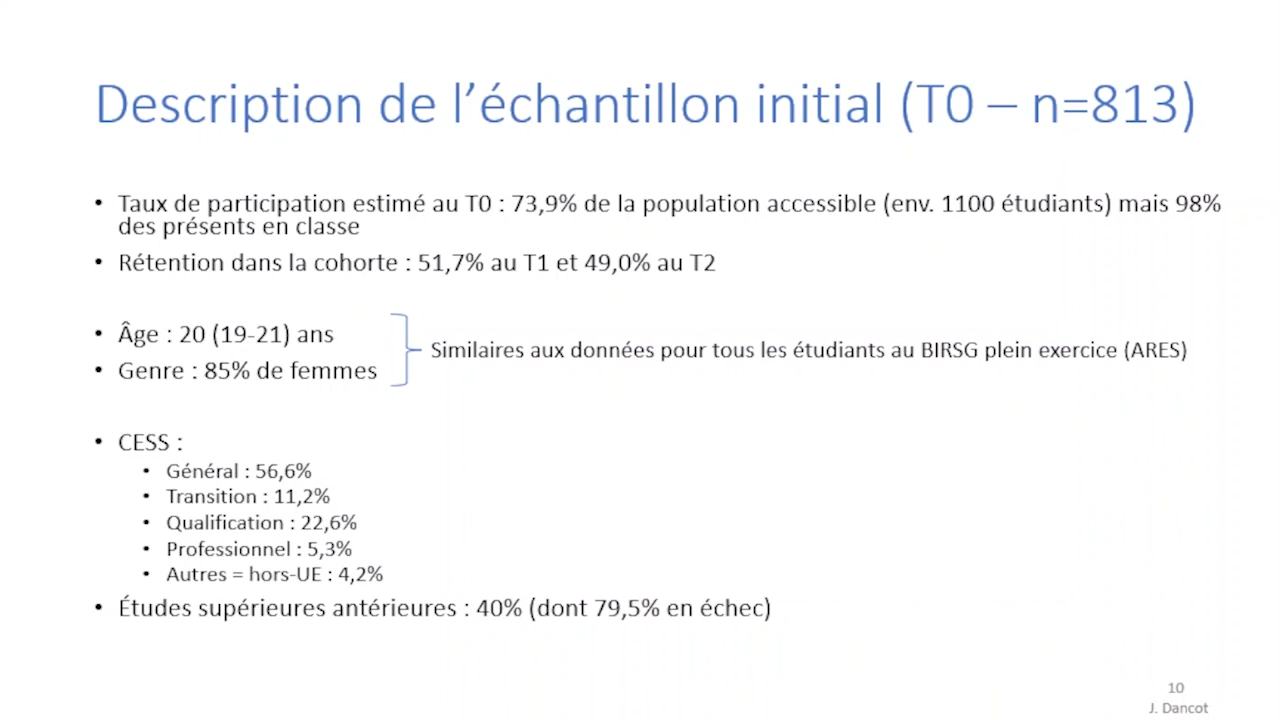 Description de l’échantillon initial (T0 – n=813)
• Taux de participation estimé au T0 : 73,9% de la population accessible (env. 1100 étudiants) mais 98%
des présents en classe
• Rétention dans la cohorte : 51,7% au T1 et 49,0% au T2
• Âge : 20 (19-21) ans
• Genre : 85% de femmes
Similaires aux données pour tous les étudiants au BIRSG plein exercice (ARES)
• CESS :
• Général : 56,6%
• Transition : 11,2%
• Qualification : 22,6%
• Professionnel : 5,3%
• Autres = hors-UE : 4,2%
• Études supérieures antérieures : 40% (dont 79,5% en échec)
10
J. Dancot